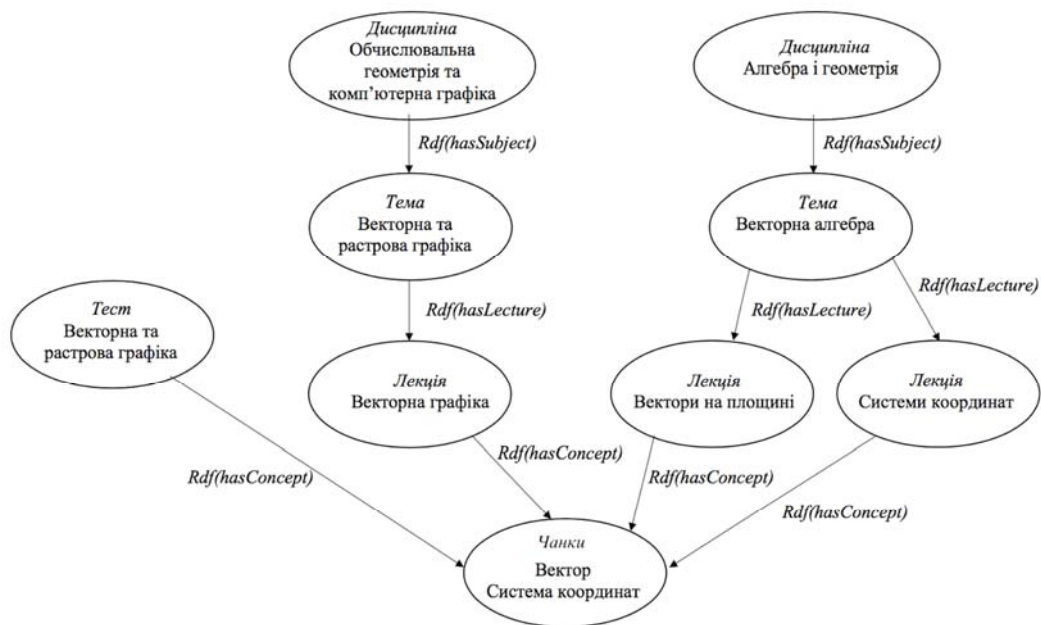 Дисципліна
Обчислювальна
геометрія та
комп’ютерна графіка
Дисципліна
Алгебра і геометрія
Rdf(hasSubject)
Rdf(hasSubject)
Тема
Векторна та
растрова графіка
Тема
Векторна алгебра
Тест
Векторна та
растрова графіка
Rdf(hasLecture)
Rdf(hasLecture)
Rdf(hasLecture)
Лекція
Векторна графіка
Лекція
Вектори на площині
Лекція
Системи координат
Rdf(hasConcept)
Rdf(hasConcept)
Rdf(hasConcept)
Rdf(hasConcept)
Чанки
Вектор
Система координат